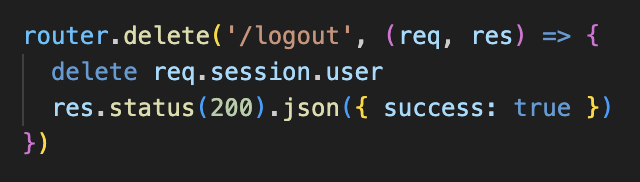 router.delete('/logout', (req, res) => {
  delete req.session.user
  res.status(200).json({ success: true })
})